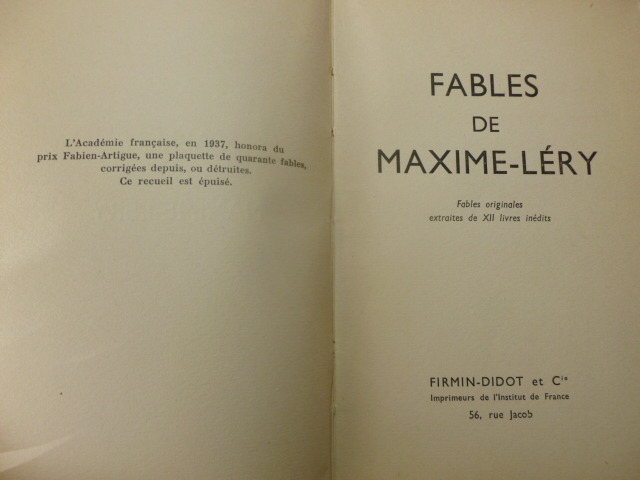 L'Académie française, en 1937, honora du
prix Fabien-Artigue, une plaquette de quarante fables,
corrigées depuis, ou détruites.
Ce recueil est épuisé.
FABLES
DE
MAXIME-LÉRY
Fables originales
extraites de XII livres inédits
FIRMIN-DIDOT et Cie
Imprimeurs de l'Institut de France
56, rue Jacob